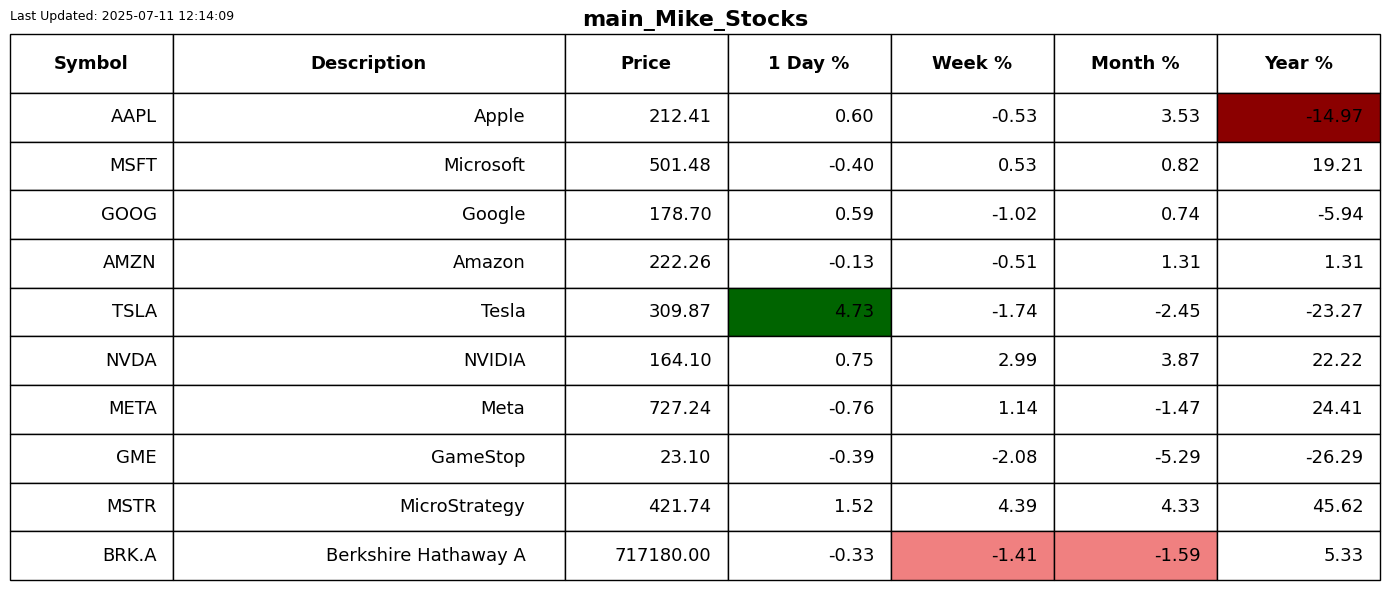 Last Updated: 2025-07-11 12:14:09
main_Mike_Stocks
Symbol Description Price 1 Day % Week % Month % Year %
AAPL Apple 212.41 0.60 -0.53 3.53 -14.97
MSFT Microsoft 501.48 -0.40 0.53 0.82 19.21
GOOG Google 178.70 0.59 -1.02 0.74 -5.94
AMZN Amazon 222.26 -0.13 -0.51 1.31 1.31
TSLA Tesla 309.87 4.73 -1.74 -2.45 -23.27
NVDA NVIDIA 164.10 0.75 2.99 3.87 22.22
META Meta 727.24 -0.76 1.14 -1.47 24.41
GME GameStop 23.10 -0.39 -2.08 -5.29 -26.29
MSTR MicroStrategy 421.74 1.52 4.39 4.33 45.62
BRK.A Berkshire Hathaway A 717180.00 -0.33 -1.41 -1.59 5.33